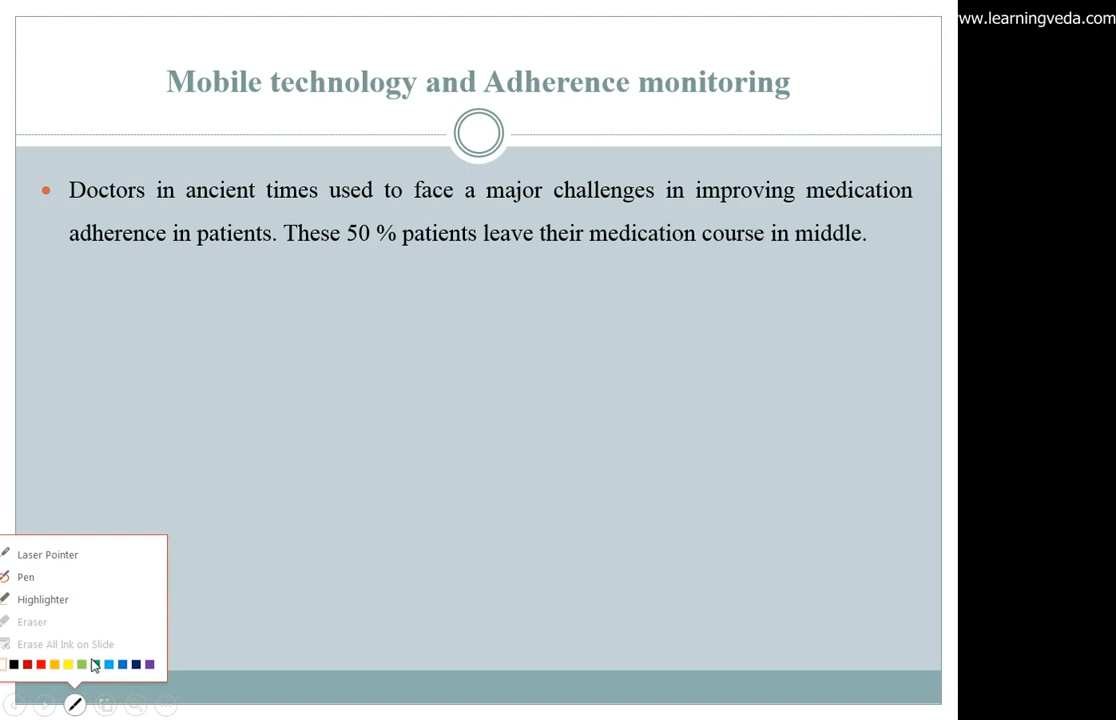 www.learningveda.com
Mobile technology and Adherence monitoring
Doctors in ancient times used to face a major challenges in improving medication
adherence in patients. These 50 % patients leave their medication course in middle.
Laser Pointer
Pen
Highlighter
Eraser
Erase All Ink on Slide